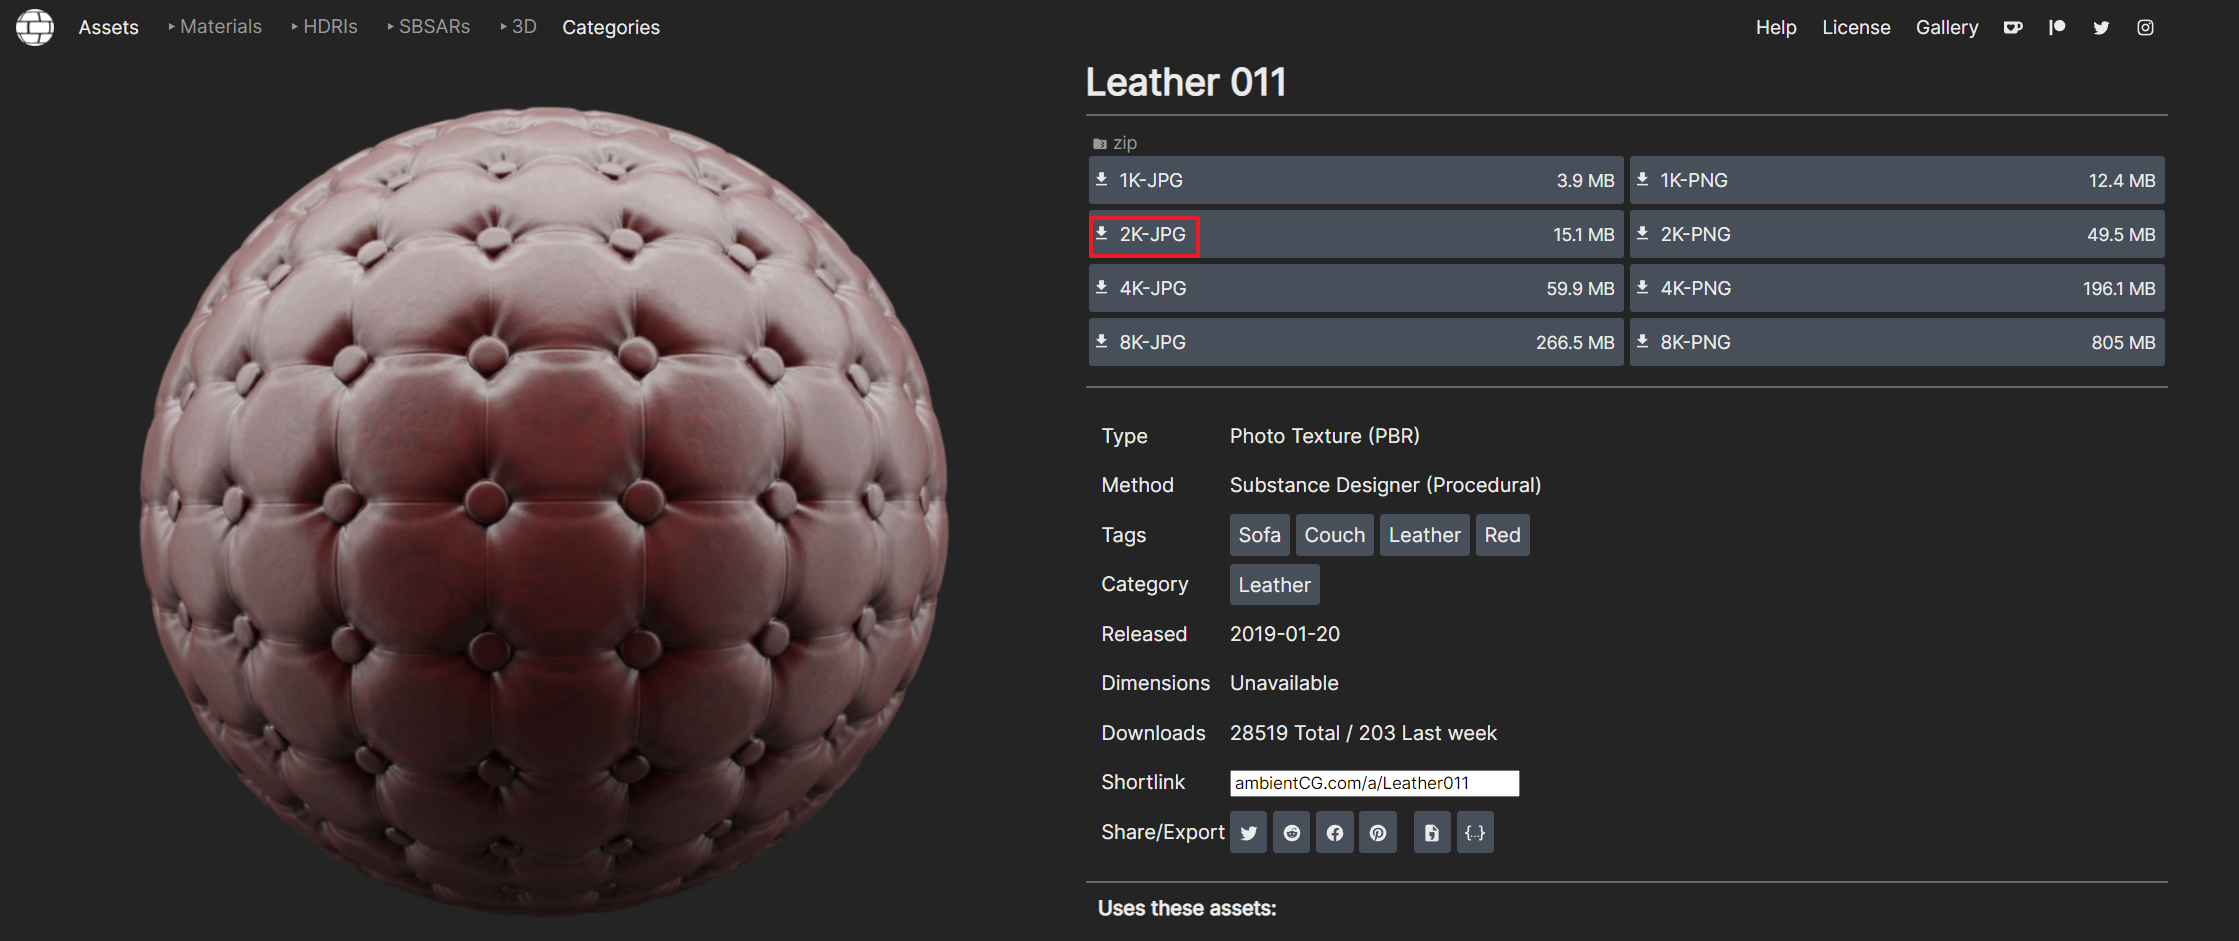 Assets Materials HDRIs SBSARs 3D Categories Help License Gallery
Leather 011
zip
1K-JPG 3.9 MB 1K-PNG 12.4 MB
2K-JPG 15.1 MB 2K-PNG 49.5 MB
4K-JPG 59.9 MB 4K-PNG 196.1 MB
8K-JPG 266.5 MB 8K-PNG 805 MB
Type Photo Texture (PBR)
Method Substance Designer (Procedural)
Tags Sofa Couch Leather Red
Category Leather
Released 2019-01-20
Dimensions Unavailable
Downloads 28519 Total / 203 Last week
Shortlink ambientCG.com/a/Leather011
Share/Export {...}
Uses these assets: